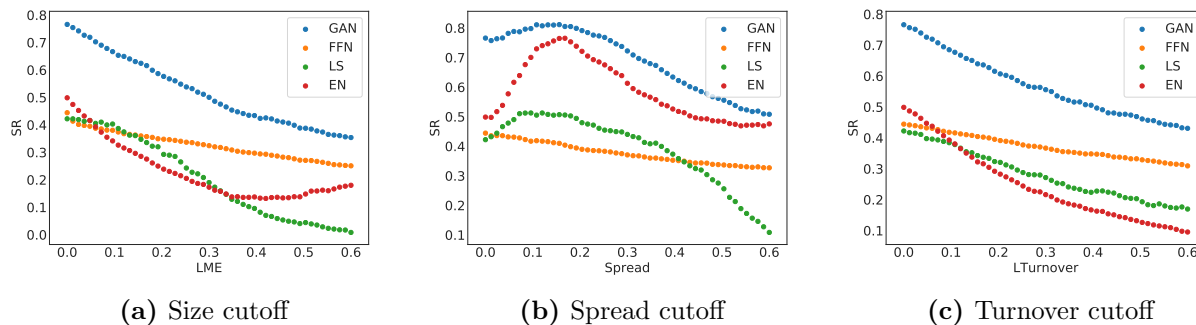 0.8
0.7
0.6
0.5
0.4
0.3
0.2
0.1
0.0
SR
GAN
FFN
LS
EN
0.0 0.1 0.2 0.3 0.4 0.5 0.6
LME
(a) Size cutoff
0.8
0.7
0.6
0.5
0.4
0.3
0.2
0.1
SR
GAN
FFN
LS
EN
0.0 0.1 0.2 0.3 0.4 0.5 0.6
Spread
(b) Spread cutoff
0.8
0.7
0.6
0.5
0.4
0.3
0.2
0.1
SR
GAN
FFN
LS
EN
0.0 0.1 0.2 0.3 0.4 0.5 0.6
LTurnover
(c) Turnover cutoff